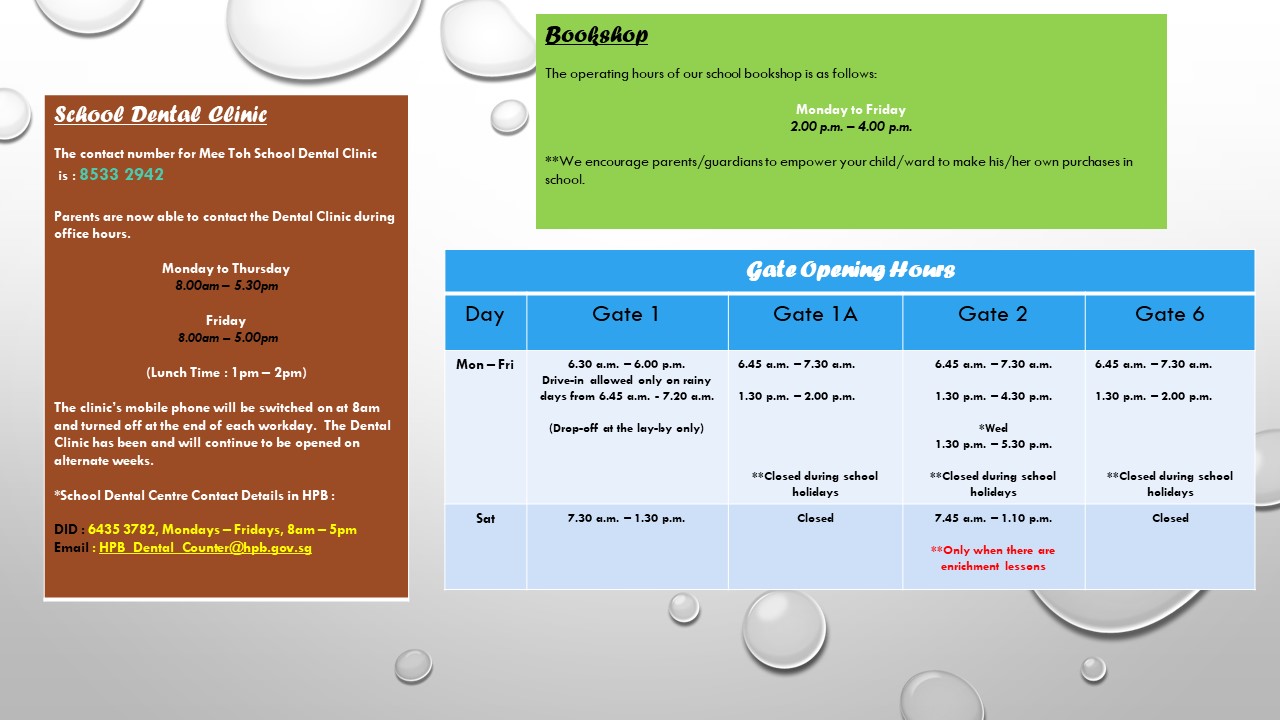 School Dental Clinic
The contact number for Mee Toh School Dental Clinic
is : 8533 2942
Parents are now able to contact the Dental Clinic during
office hours.
Monday to Thursday
8.00am – 5.30pm
Friday
8.00am – 5.00pm
(Lunch Time : 1pm – 2pm)
The clinic's mobile phone will be switched on at 8am
and turned off at the end of each workday. The Dental
Clinic has been and will continue to be opened on
alternate weeks.
*School Dental Centre Contact Details in HPB :
DID : 6435 3782, Mondays – Fridays, 8am – 5pm
Email : HPB_Dental_Counter@hpb.gov.sg
Bookshop
The operating hours of our school bookshop is as follows:
Monday to Friday
2.00 p.m. – 4.00 p.m.
**We encourage parents/guardians to empower your child/ward to make his/her own purchases in
school.
Gate Opening Hours
Day Gate 1 Gate 1A Gate 2 Gate 6
Mon – Fri
6.30 a.m. – 6.00 p.m.
Drive-in allowed only on rainy
days from 6.45 a.m. - 7.20 a.m.
(Drop-off at the lay-by only)
6.45 a.m. – 7.30 a.m.
1.30 p.m. – 2.00 p.m.
**Closed during school
holidays
6.45 a.m. – 7.30 a.m.
1.30 p.m. – 4.30 p.m.
*Wed
1.30 p.m. – 5.30 p.m.
**Closed during school
holidays
6.45 a.m. – 7.30 a.m.
1.30 p.m. – 2.00 p.m.
**Closed during school
holidays
Sat
7.30 a.m. – 1.30 p.m.
Closed
7.45 a.m. – 1.10 p.m.
**Only when there are
enrichment lessons
Closed